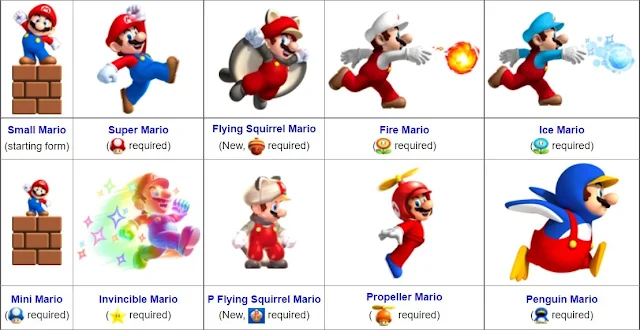 Small Mario
(starting form)
Super Mario
( required)
Flying Squirrel Mario
(New, required)
Fire Mario
( required)
Ice Mario
( required)
Mini Mario
( required)
Invincible Mario
( required)
P Flying Squirrel Mario
(New, required)
Propeller Mario
( required)
Penguin Mario
( required)